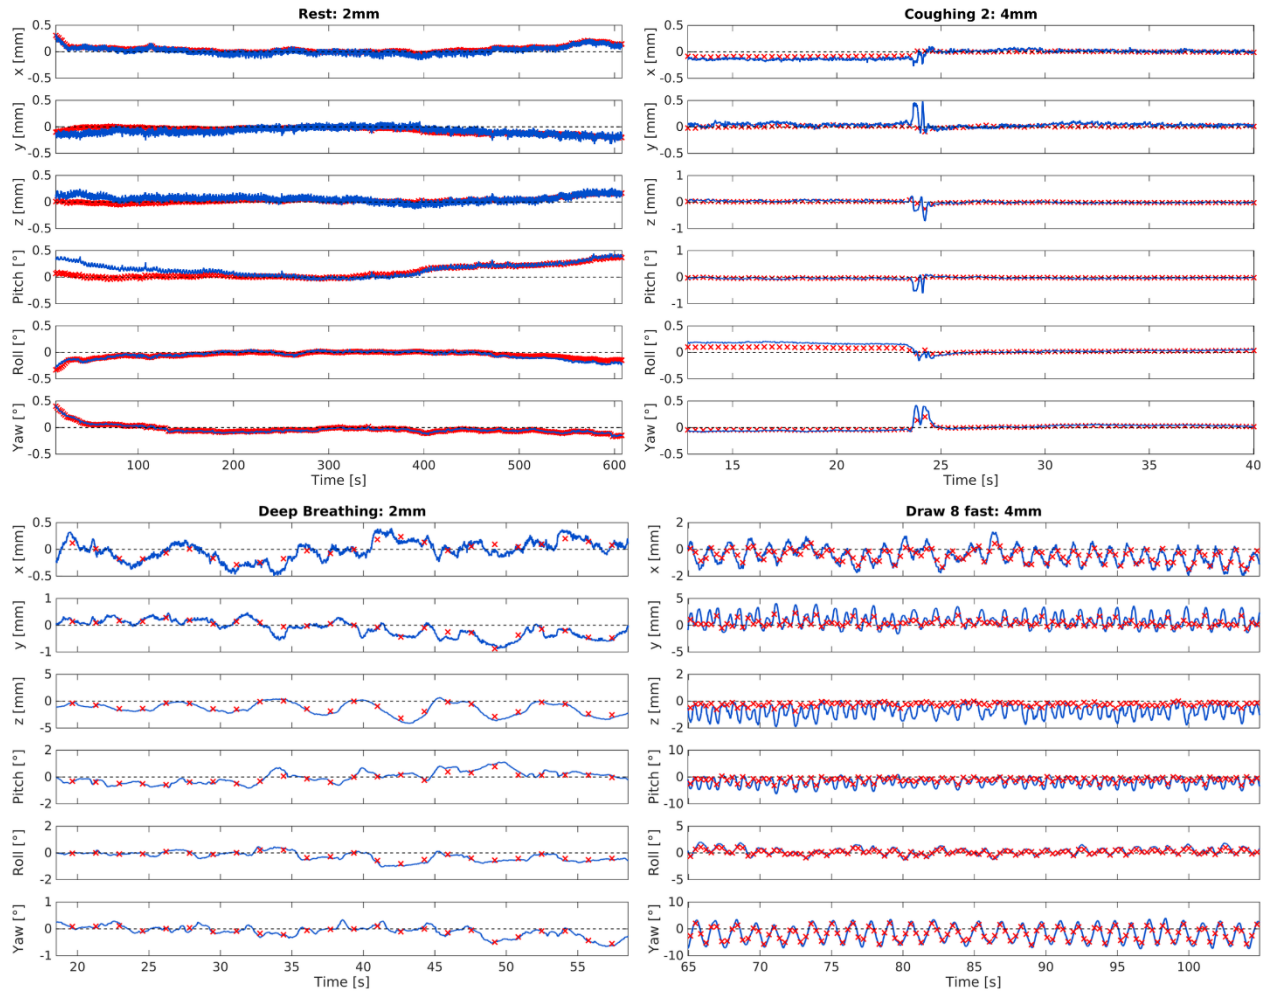 Rest: 2mm
x [mm]
0.5
0
-0.5
y [mm]
0.5
0
-0.5
z [mm]
0.5
0
-0.5
Pitch [°]
0.5
0
-0.5
Roll [°]
0.5
0
-0.5
Yaw [°]
0.5
0
-0.5
100 200 300 400 500 600
Time [s]
Coughing 2: 4mm
x [mm]
0.5
0
-0.5
y [mm]
0.5
0
-0.5
z [mm]
1
0
-1
Pitch [°]
1
0
-1
Roll [°]
0.5
0
-0.5
Yaw [°]
0.5
0
-0.5
15 20 25 30 35 40
Time [s]
Deep Breathing: 2mm
x [mm]
0.5
0
-0.5
y [mm]
1
0
-1
z [mm]
5
0
-5
Pitch [°]
2
0
-2
Roll [°]
2
0
2
Yaw [°]
1
0
-1
20 25 30 35 40 45 50 55
Time [s]
Draw 8 fast: 4mm
x [mm]
2
0
-2
y [mm]
5
0
-5
z [mm]
2
0
-2
Pitch [°]
10
0
-10
Roll [°]
5
0
-5
Yaw [°]
10
0
-10
65 70 75 80 85 90 95 100
Time [s]